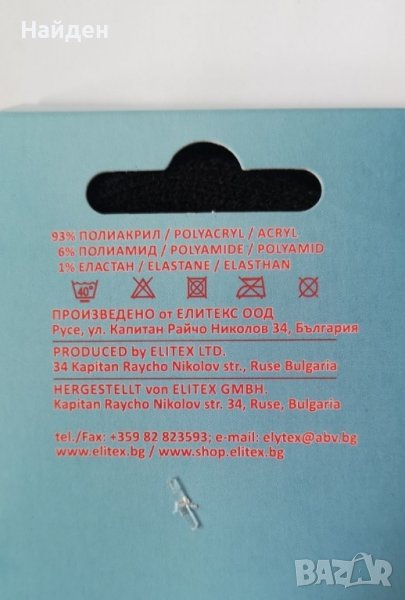 Найден
93% ПОЛИАКРИЛ / POLYACRYL / ACRYL
6% ПОЛИАМИД / POLYAMIDE / POLYAMID
1% ЕЛАСТАН / ELASTANE / ELASTHAN
40°
ПРОИЗВЕДЕНО от ЕЛИТЕКС ООД
Русе, ул. Капитан Райчо Николов 34, България
PRODUCED by ELITEX LTD.
34 Kapitan Raycho Nikolov str., Ruse Bulgaria
HERGESTELLT von ELITEX GMBH.
Kapitan Raycho Nikolov str. 34, Ruse, Bulgaria
tel./Fax: +359 82 823593; e-mail: elytex@abv.bg
www.elitex.bg / www.shop.elitex.bg
BAZAR